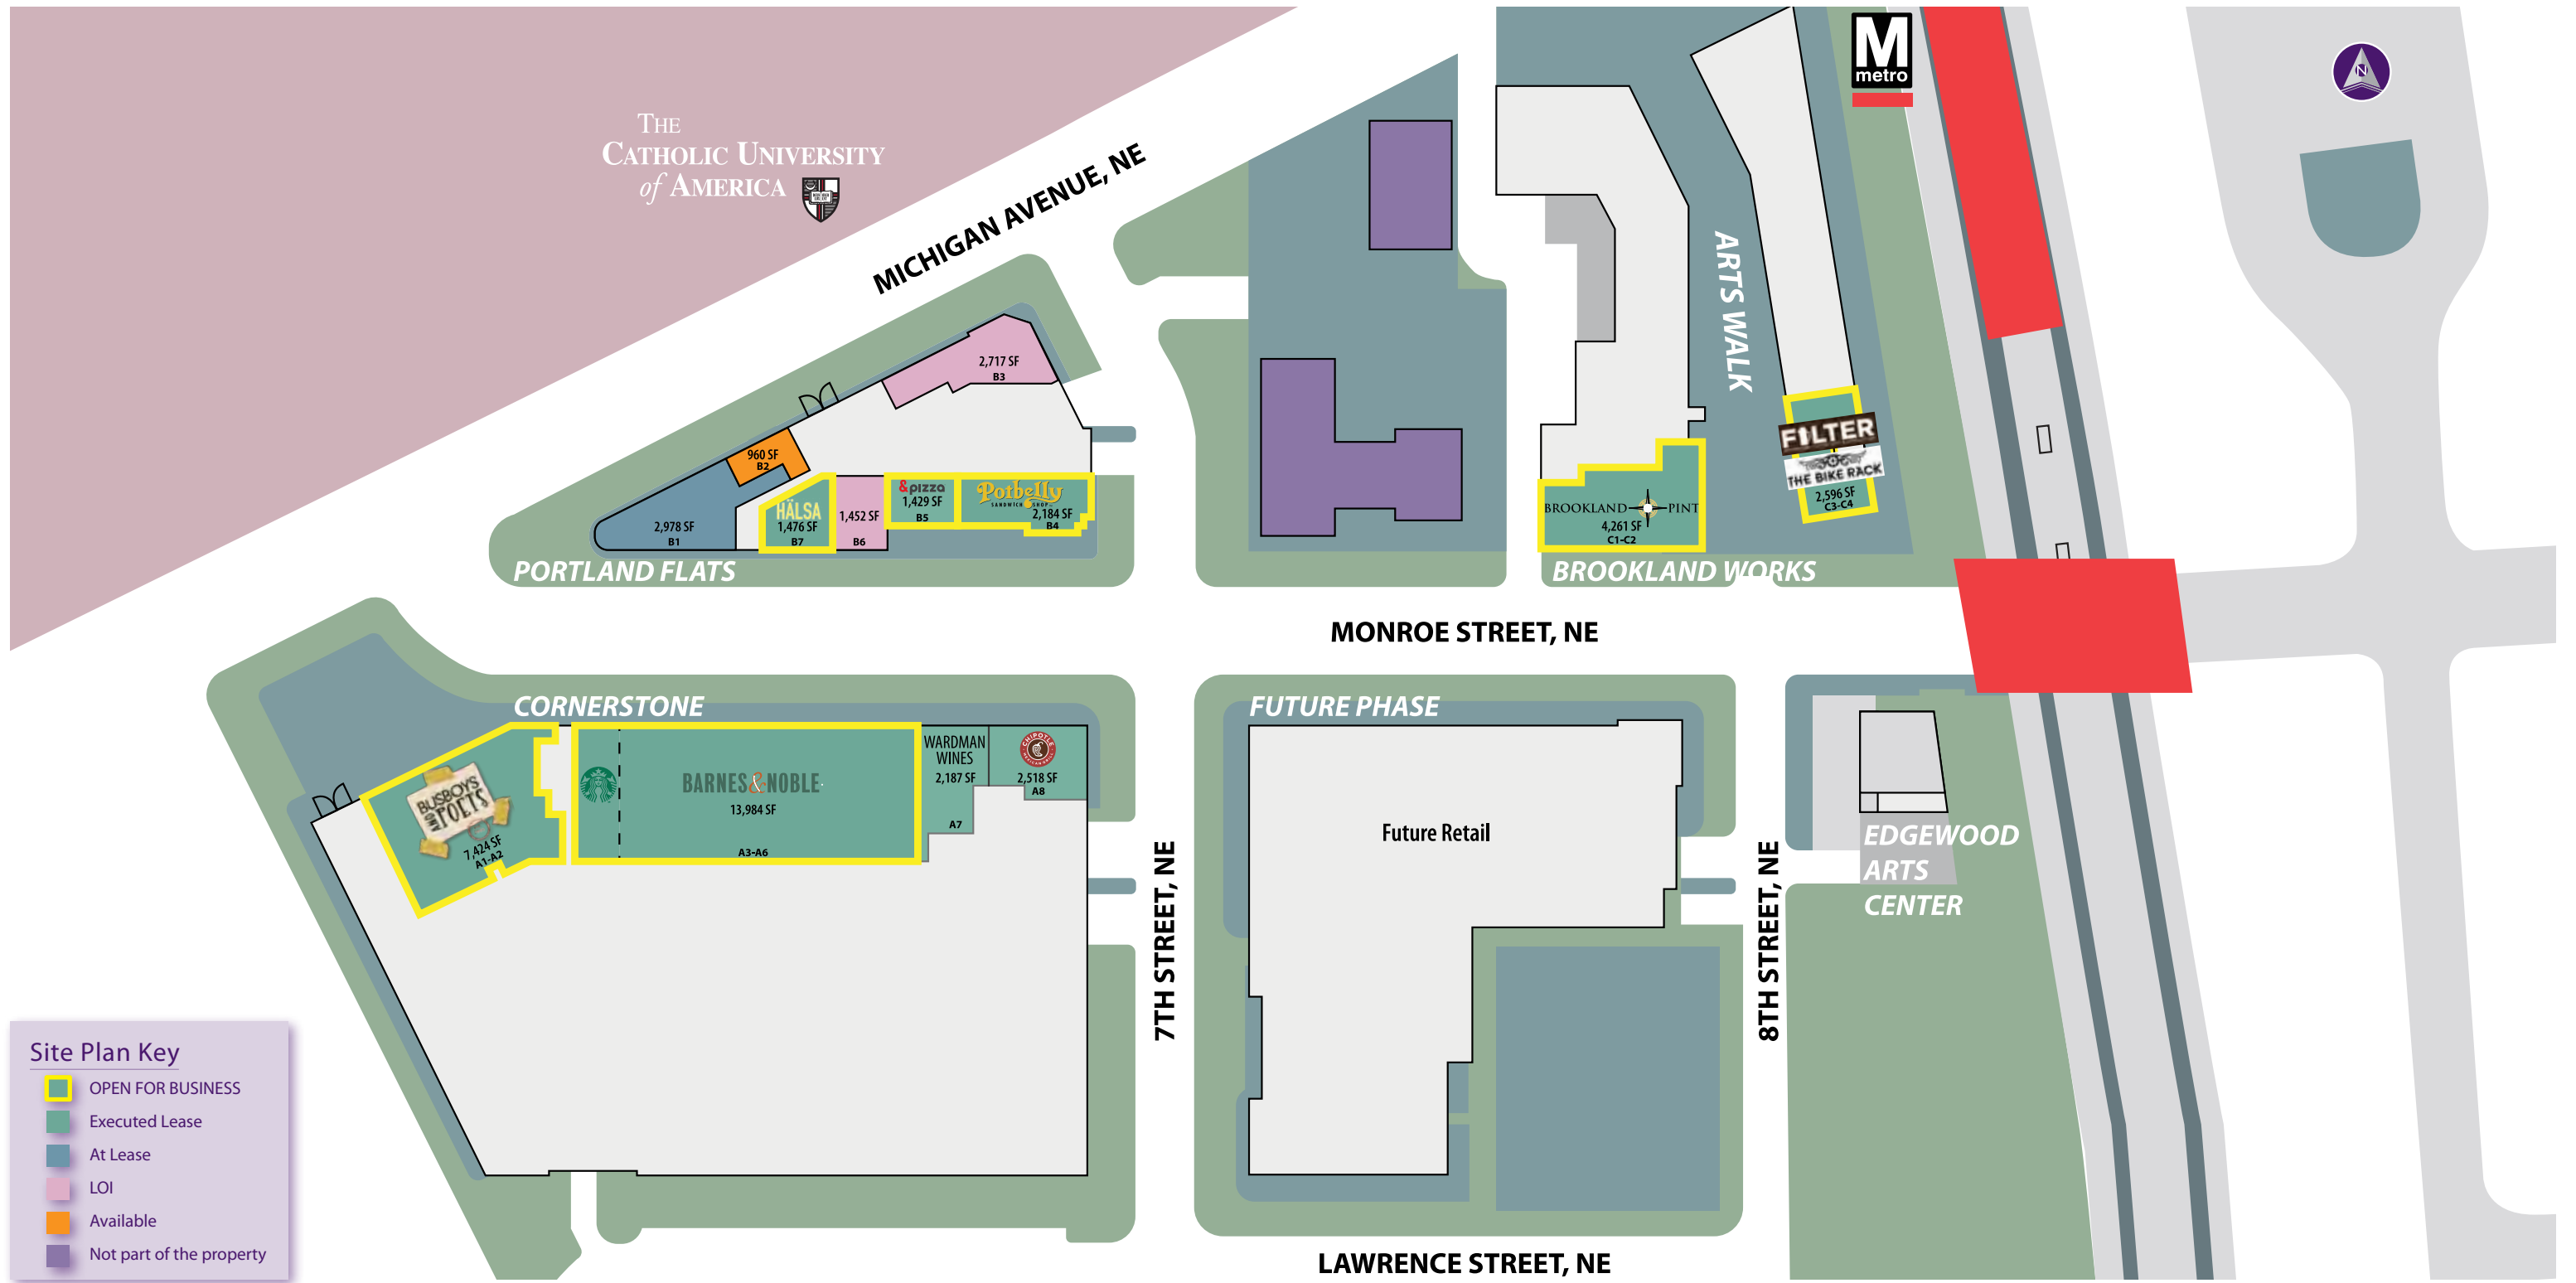 THE
CATHOLIC UNIVERSITY
of AMERICA
MICHIGAN AVENUE, NE
M
metro
N
2,717 SF
B3
960 SF
B2
2,978 SF
B1
HÄLSA
1,476 SF
B7
1,452 SF
B6
&pizza
1,429 SF
B5
Potbelly
SANDWICH SHOP
2,184 SF
B4
PORTLAND FLATS
ARTS WALK
FILTER
THE BIKE RACK
2,596 SF
C3-C4
BROOKLAND PINT
4,261 SF
C1-C2
BROOKLAND WORKS
MONROE STREET, NE
CORNERSTONE
BUSBOYS
AND POETS
7,424 SF
A1-A2
BARNES&NOBLE
13,984 SF
A3-A6
WARDMAN
WINES
2,187 SF
A7
CHIPOTLE
MEXICAN GRILL
2,518 SF
A8
7TH STREET, NE
FUTURE PHASE
Future Retail
8TH STREET, NE
EDGEWOOD
ARTS
CENTER
LAWRENCE STREET, NE
Site Plan Key
OPEN FOR BUSINESS
Executed Lease
At Lease
LOI
Available
Not part of the property